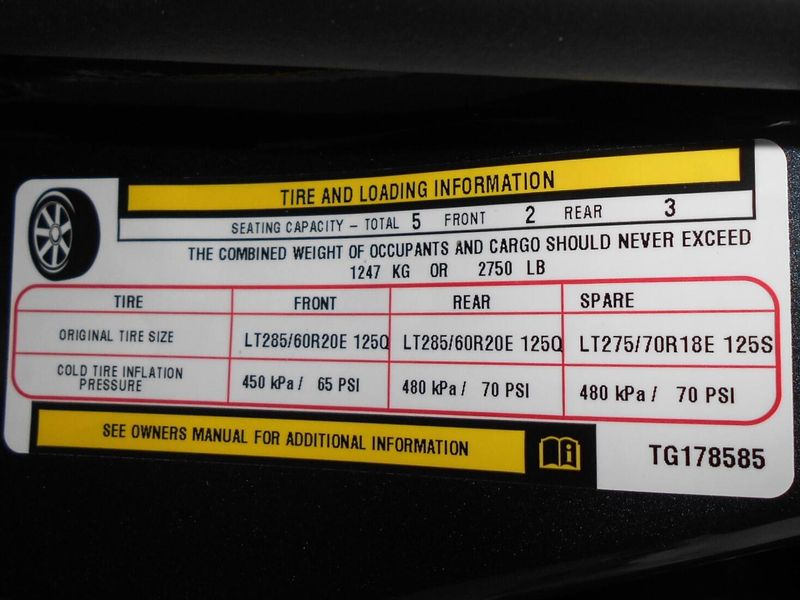 TIRE AND LOADING INFORMATION
SEATING CAPACITY – TOTAL 5 FRONT 2 REAR 3
THE COMBINED WEIGHT OF OCCUPANTS AND CARGO SHOULD NEVER EXCEED
1247 KG OR 2750 LB
TIRE FRONT REAR SPARE
ORIGINAL TIRE SIZE LT285/60R20E 125Q LT285/60R20E 125Q LT275/70R18E 125S
COLD TIRE INFLATION
PRESSURE 450 kPa / 65 PSI 480 kPa / 70 PSI 480 kPa / 70 PSI
SEE OWNERS MANUAL FOR ADDITIONAL INFORMATION
TG178585